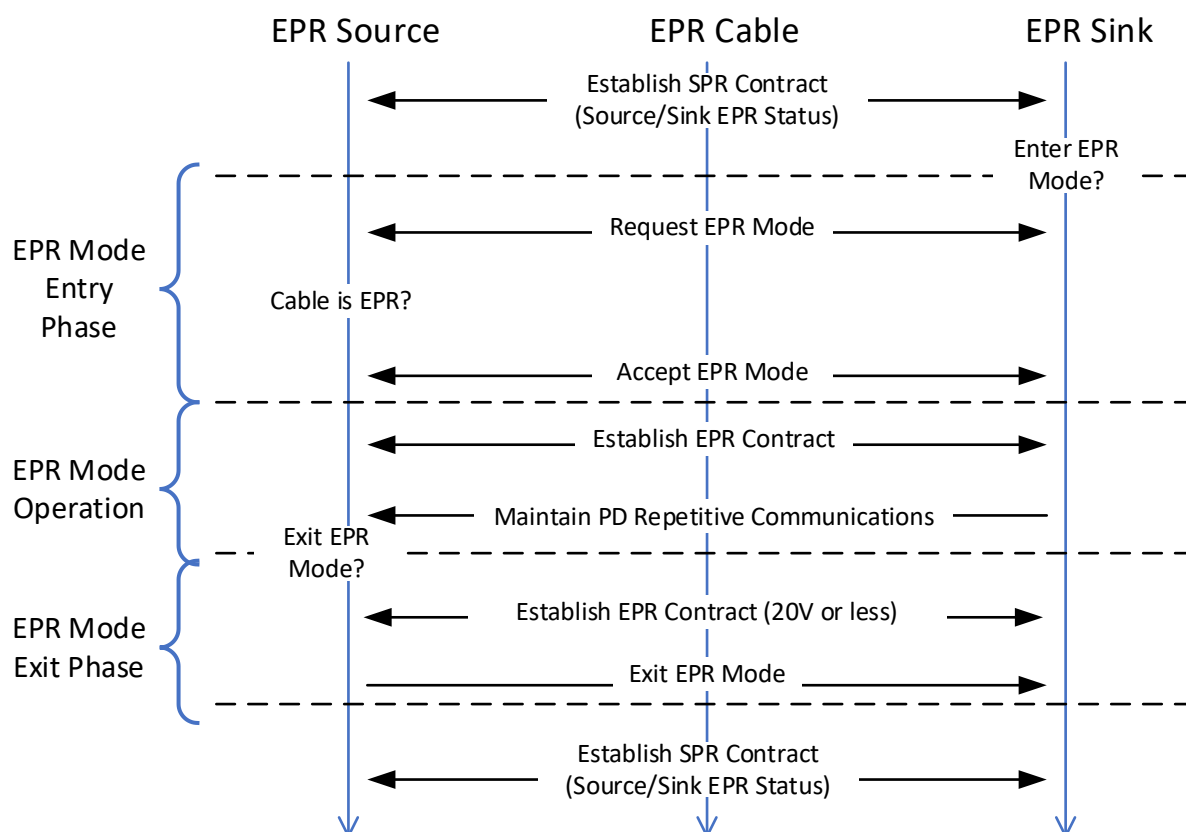 EPR Source
EPR Cable
EPR Sink
Establish SPR Contract
(Source/Sink EPR Status)
Enter EPR
Mode?
EPR Mode
Entry
Phase
Request EPR Mode
Cable is EPR?
Accept EPR Mode
EPR Mode
Operation
Establish EPR Contract
Maintain PD Repetitive Communications
Exit EPR
Mode?
EPR Mode
Exit Phase
Establish EPR Contract (20V or less)
Exit EPR Mode
Establish SPR Contract
(Source/Sink EPR Status)